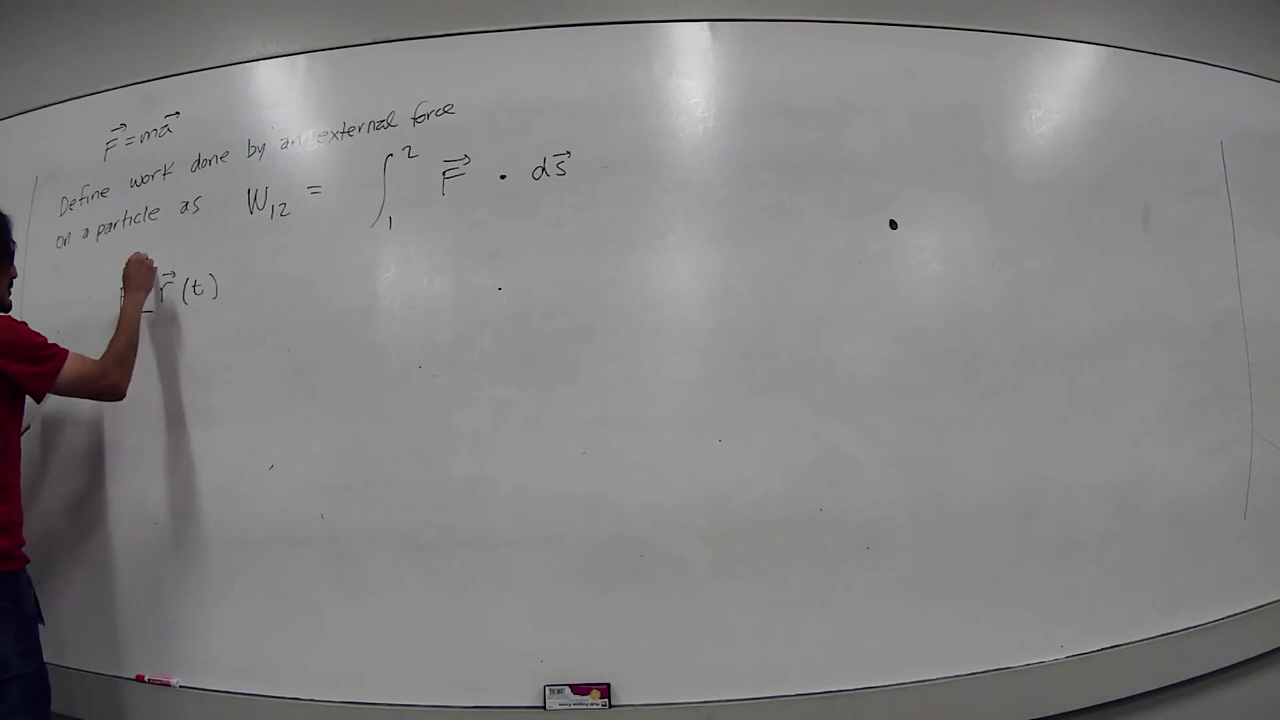 F⃗ = ma⃗
Define work done by an external force
on a particle as W₁₂ = ∫₁² F⃗ · ds⃗
r⃗(t)